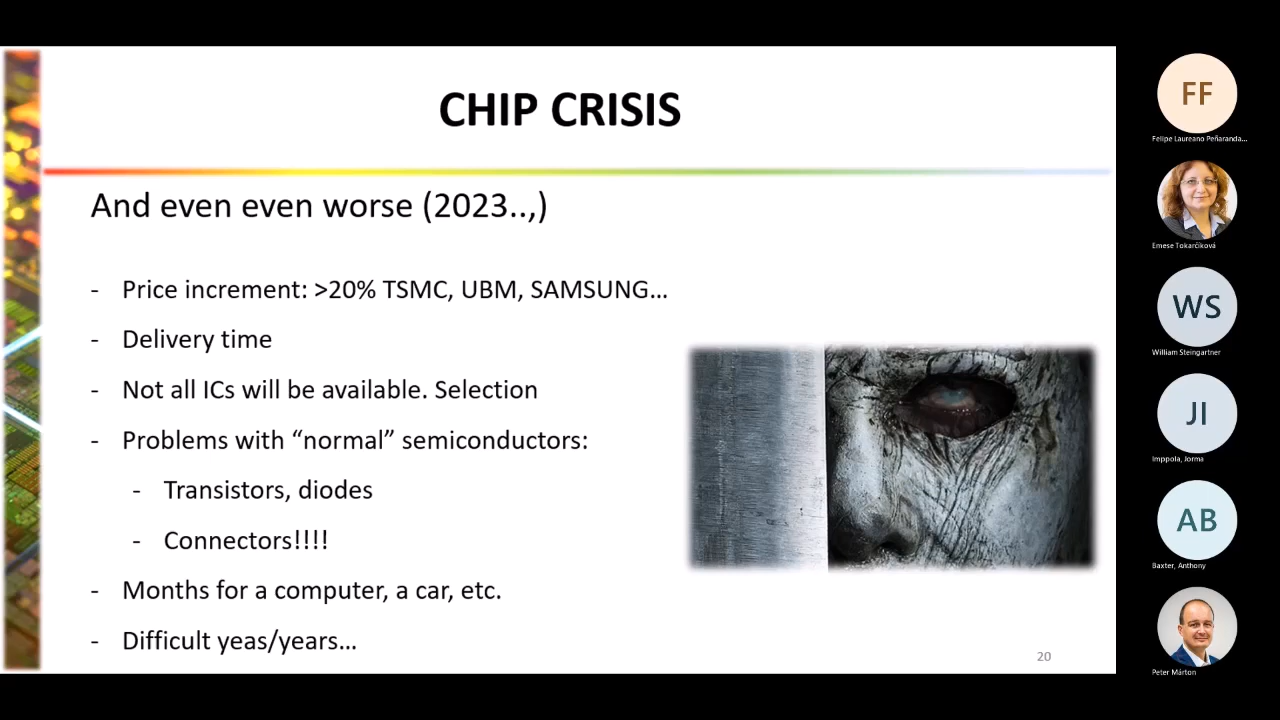 CHIP CRISIS
And even even worse (2023..,)
- Price increment: >20% TSMC, UBM, SAMSUNG...
- Delivery time
- Not all ICs will be available. Selection
- Problems with “normal” semiconductors:
- Transistors, diodes
- Connectors!!!!
- Months for a computer, a car, etc.
- Difficult yeas/years...
20
FF
Felipe Laureano Peñaranda...
Emese Tokarčíková
WS
William Steingartner
JI
Imppola, Jorma
AB
Baxter, Anthony
Peter Márton